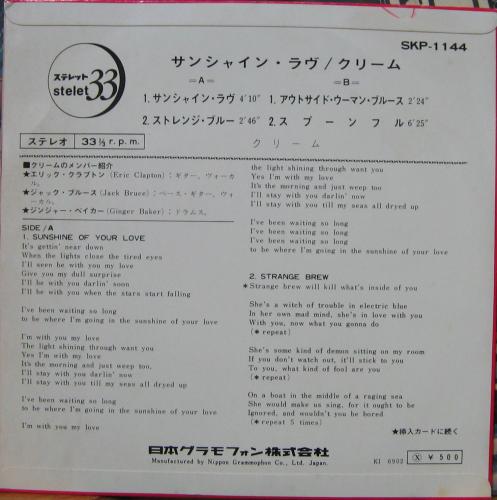 SKP-1144
ステレット
stelet 33
サンシャイン・ラヴ/クリーム
=A=
=B=
1.サンシャイン・ラヴ 4'10"
1.アウトサイド・ウーマン・ブルース 2'24"
2.ストレンジ・ブルー 2'46"
2.スプーンフル 6'25"
ステレオ 33⅓r.p.m.
クリーム
■クリームのメンバー紹介
★エリック・クラプトン(Eric Clapton);ギター、ヴォーカル。
★ジャック・ブルース(Jack Bruce);ベース・ギター、ヴォーカル。
★ジンジャー・ベイカー(Ginger Baker);ドラムス。
SIDE/A
1. SUNSHINE OF YOUR LOVE
It's gettin' near down
When the lights close the tired eyes
I'll seen be with you my love
Give you my dull surprise
I'll be with you darlin' soon
I'll be with you when the stars start falling
I've been waiting so long
to be where I'm going in the sunshine of your love
I'm with you my love
The light shining through want you
Yes I'm with my love
It's the morning and just weep too,
I'll stay with you darlin' now
I'll stay with you till my seas all dryed up
I've been waiting so long
to be where I'm going in the sunshine of your love
I'm with you my love
the light shining through want you
Yes I'm with my love
It's the morning and just weep too
I'll stay with you darlin' now
I'll stay with you till my seas all dryed up
I've been waiting so long
I've been waiting so long
I've been waiting so long
to be where I'm going in the sunshine of your love
2. STRANGE BREW
*Strange brew will kill what's inside of you
She's a witch of trouble in electric blue
In her own mad mind, she's in love with you
With you, now what you gonna do
(* repeat)
She's some kind of demon sitting on my room
If you don't watch out, it'll stick to you
To you, what kind of fool are you
(* repeat)
On a boat in the middle of a raging sea
She would make us sing, for it ought to be
Ignored, and wouldn't you be bored
(* repeat 5 times)
★挿入カードに続く
日本グラモフォン株式会社
Manufactured by Nippon Grammophon Co., Ltd. Japan.
KI 6902 Ⓧ ¥500